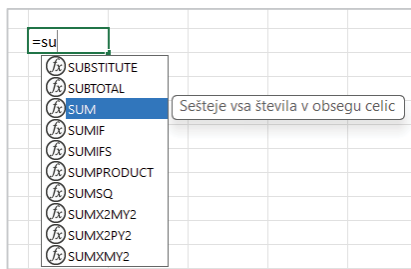 =su
SUBSTITUTE
SUBTOTAL
SUM
Sešteje vsa števila v obsegu celic
SUMIF
SUMIFS
SUMPRODUCT
SUMSQ
SUMX2MY2
SUMX2PY2
SUMXMY2